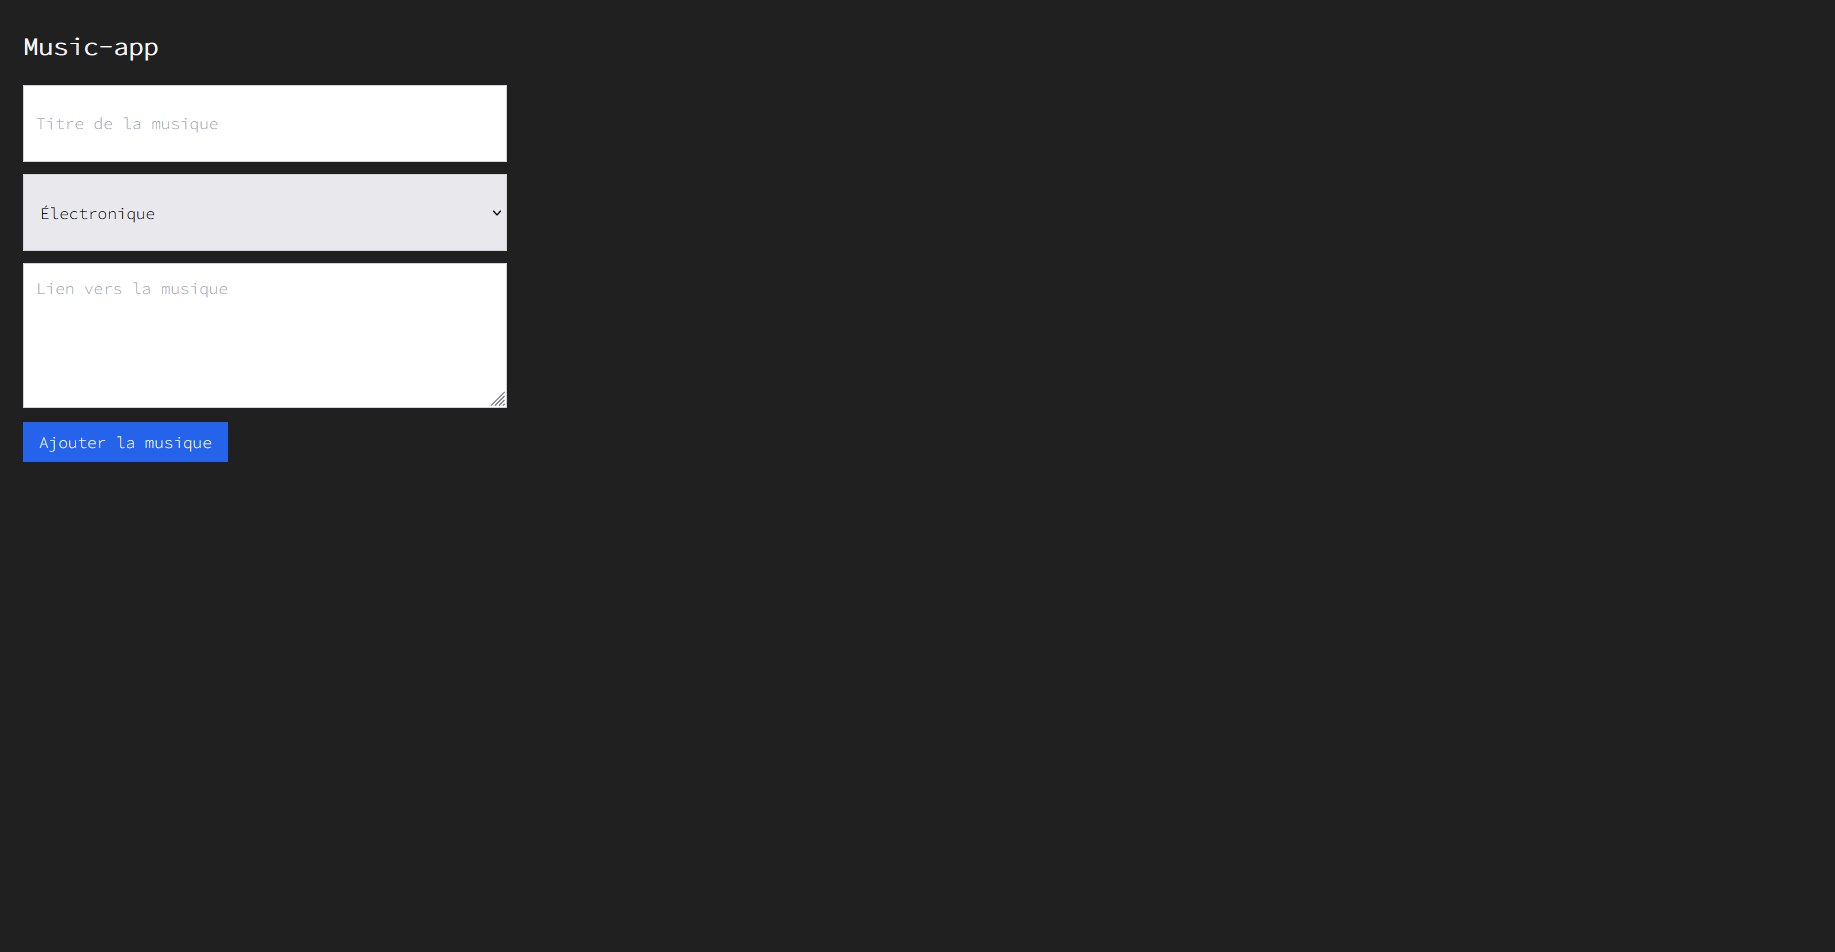 Music-app
Titre de la musique
Électronique
Lien vers la musique
Ajouter la musique